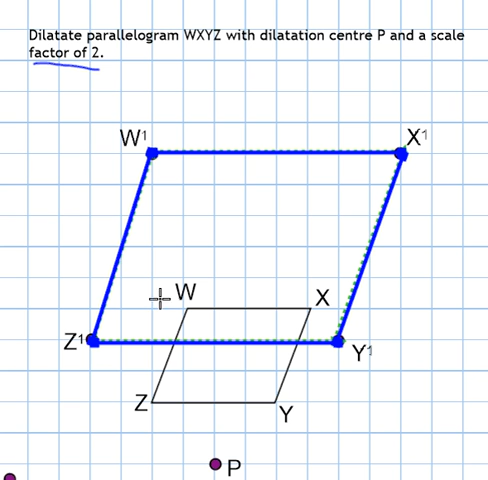 Dilatate parallelogram WXYZ with dilatation centre P and a scale
factor of 2.
W¹
X¹
W
X
Z¹
Y¹
Z
Y
P